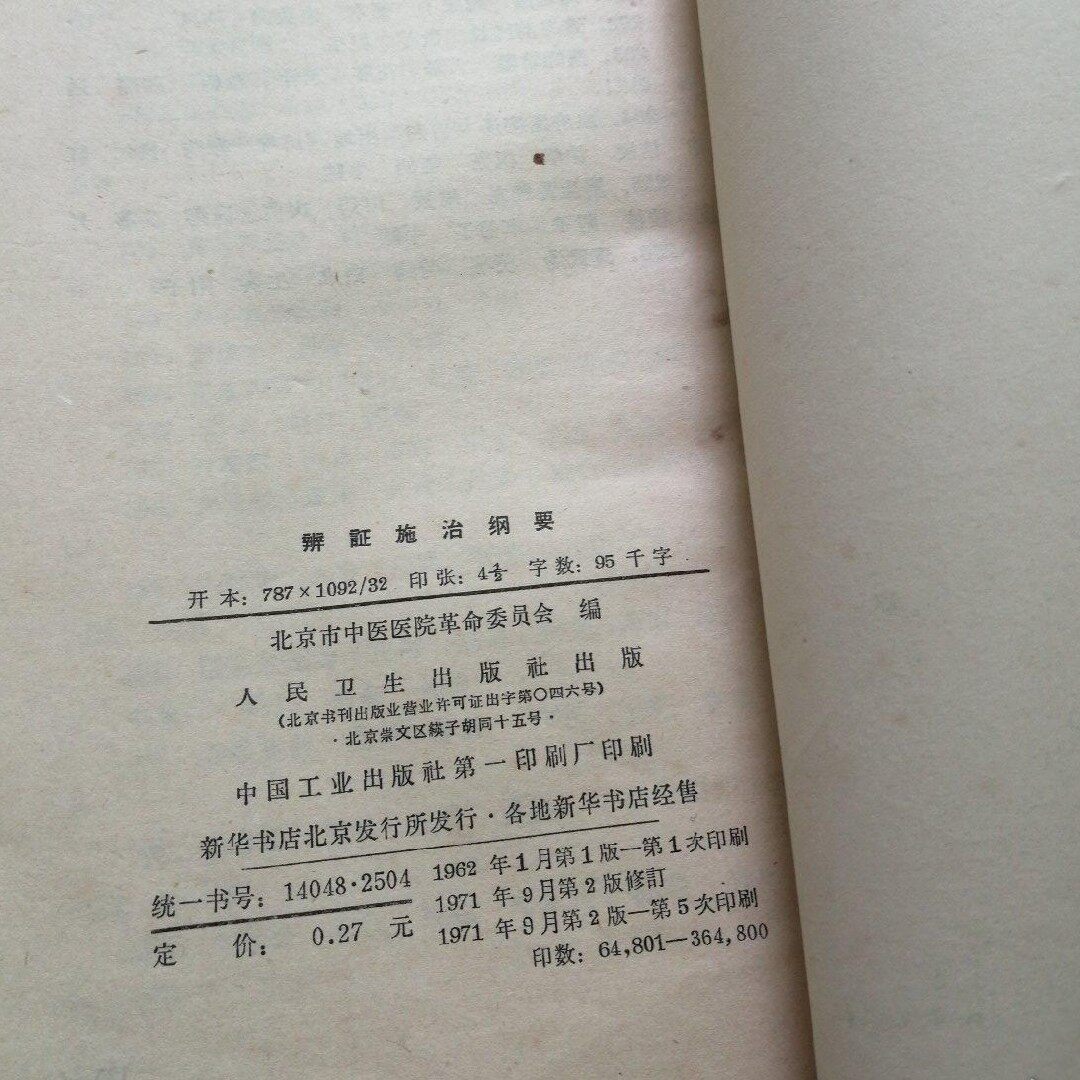 辨証施治纲要
开本：787×1092/32 印张：4½ 字数：95千字
北京市中医医院革命委员会 编
人民卫生出版社出版
（北京书刊出版业营业许可证出字第〇四六号）
·北京崇文区𥻗子胡同十五号·
中国工业出版社第一印刷厂印刷
新华书店北京发行所发行·各地新华书店经售
统一书号：14048·2504
定 价： 0.27 元
1962 年1月第1版—第1次印刷
1971 年9月第2版修訂
1971 年9月第2版—第5次印刷
印数：64,801—364,800